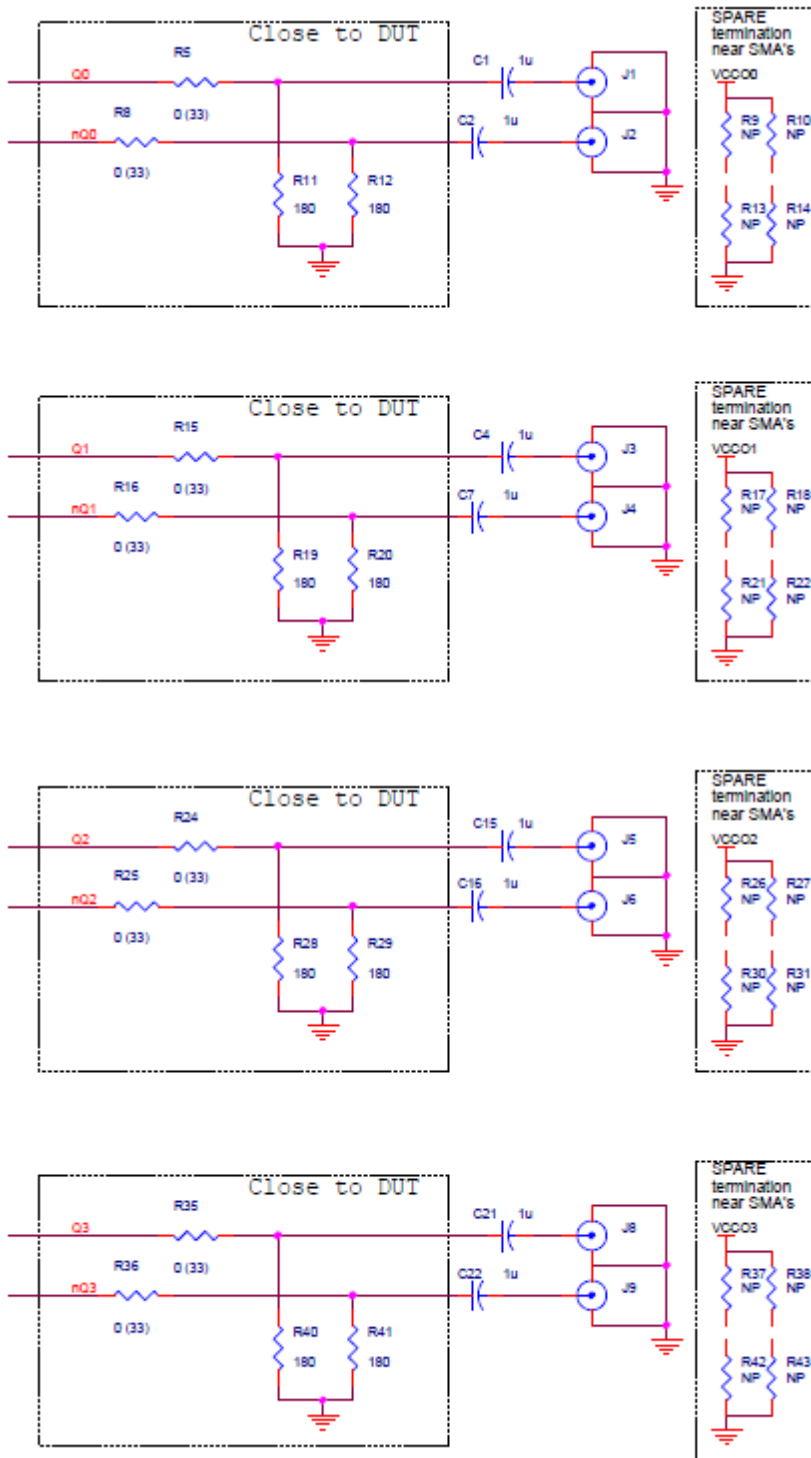 Close to DUT
R5
Q0
0 (33)
R8
nQ0
0 (33)
R11
180
R12
180
C1
1u
C2
1u
J1
J2
SPARE
termination
near SMA's
VCCO0
R9
NP
R10
NP
R13
NP
R14
NP
Close to DUT
R15
Q1
0 (33)
R16
nQ1
0 (33)
R19
180
R20
180
C4
1u
C7
1u
J3
J4
SPARE
termination
near SMA's
VCCO1
R17
NP
R18
NP
R21
NP
R22
NP
Close to DUT
R24
Q2
0 (33)
R25
nQ2
0 (33)
R28
180
R29
180
C15
1u
C16
1u
J5
J6
SPARE
termination
near SMA's
VCCO2
R26
NP
R27
NP
R30
NP
R31
NP
Close to DUT
R35
Q3
0 (33)
R36
nQ3
0 (33)
R40
180
R41
180
C21
1u
C22
1u
J8
J9
SPARE
termination
near SMA's
VCCO3
R37
NP
R38
NP
R42
NP
R43
NP